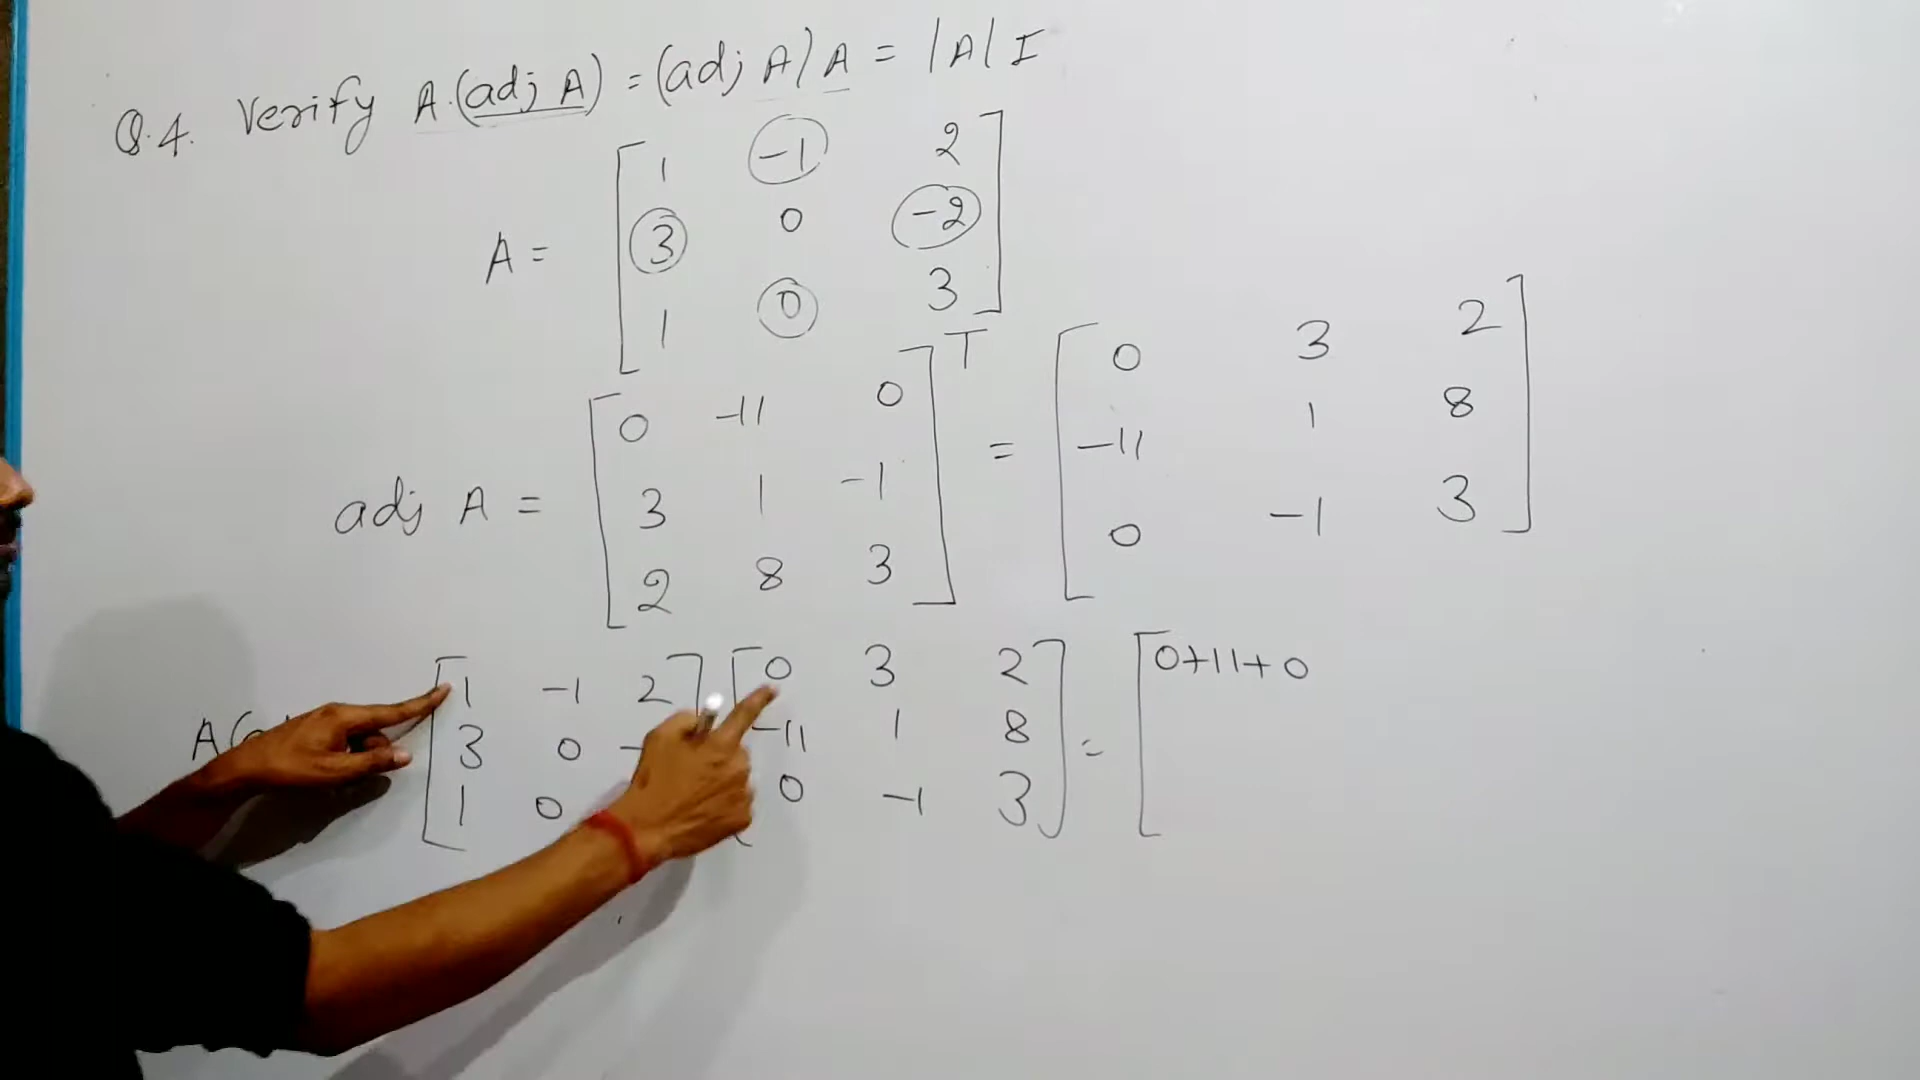 Q.4. Verify A.(adj A) = (adj A) A = |A| I
A = [ 1 -1 2
3 0 -2
1 0 3 ]
adj A = [ 0 -11 0
3 1 -1
2 8 3 ]T = [ 0 3 2
-11 1 8
0 -1 3 ]
A( [ 1 -1 2 ] [ 0 3 2 ] = [ 0+11+0
3 0 - -11 1 8
1 0 0 -1 3